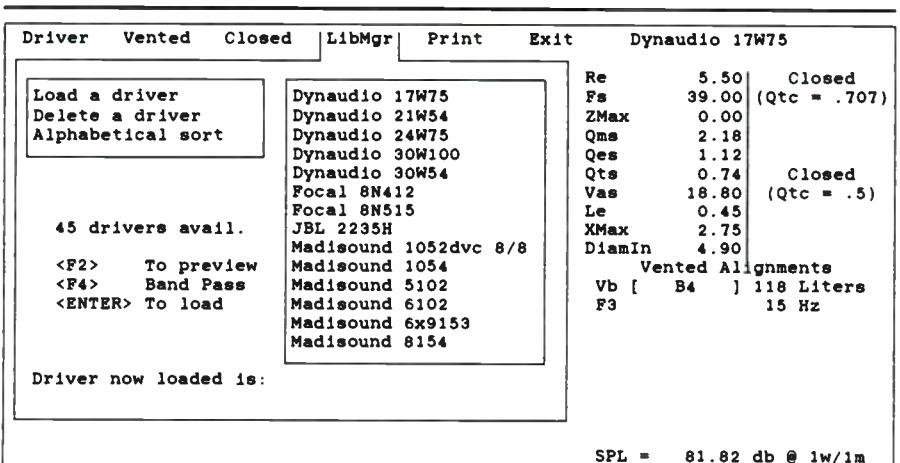 Driver Vented Closed LibMgr Print Exit Dynaudio 17W75
Load a driver
Delete a driver
Alphabetical sort
45 drivers avail.
<F2> To preview
<F4> Band Pass
<ENTER> To load
Driver now loaded is:
Dynaudio 17W75
Dynaudio 21W54
Dynaudio 24W75
Dynaudio 30W100
Dynaudio 30W54
Focal 8N412
Focal 8N515
JBL 2235H
Madisound 1052dvc 8/8
Madisound 1054
Madisound 5102
Madisound 6102
Madisound 6x9153
Madisound 8154
Re 5.50 Closed
Fs 39.00 (Qtc = .707)
ZMax 0.00
Qms 2.18
Qes 1.12
Qts 0.74 Closed
Vas 18.80 (Qtc = .5)
Le 0.45
XMax 2.75
DiamIn 4.90
Vented Alignments
Vb [ B4 ] 118 Liters
F3 15 Hz
SPL = 81.82 db @ 1w/1m